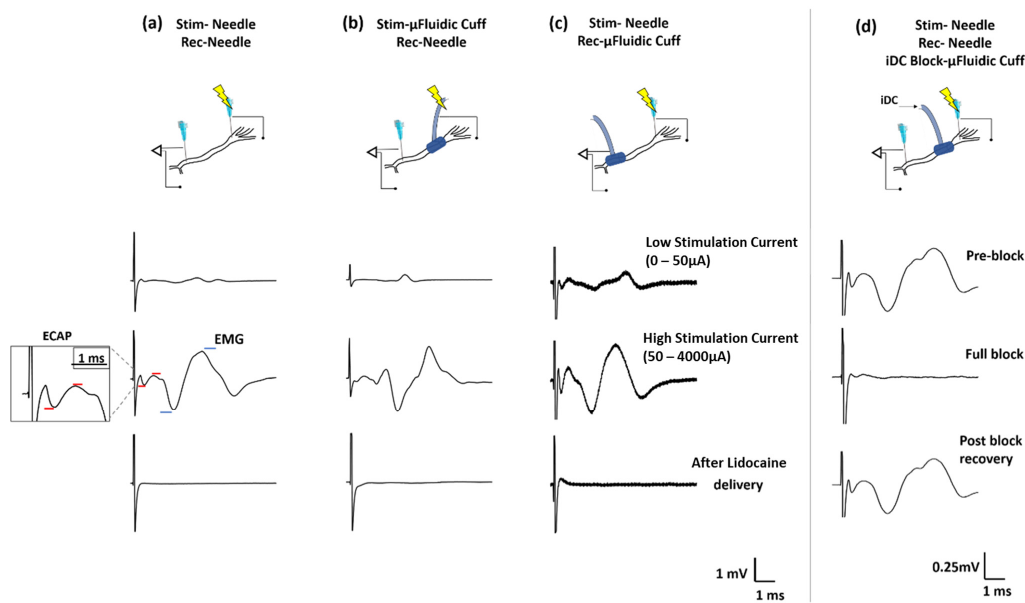 (a) Stim- Needle
Rec-Needle
(b) Stim-µFluidic Cuff
Rec-Needle
(c) Stim- Needle
Rec-µFluidic Cuff
(d) Stim- Needle
Rec- Needle
iDC Block-µFluidic Cuff
iDC
Low Stimulation Current
(0 – 50µA)
Pre-block
ECAP
1 ms
EMG
High Stimulation Current
(50 – 4000µA)
Full block
After Lidocaine
delivery
Post block
recovery
1 mV
1 ms
0.25mV
1 ms